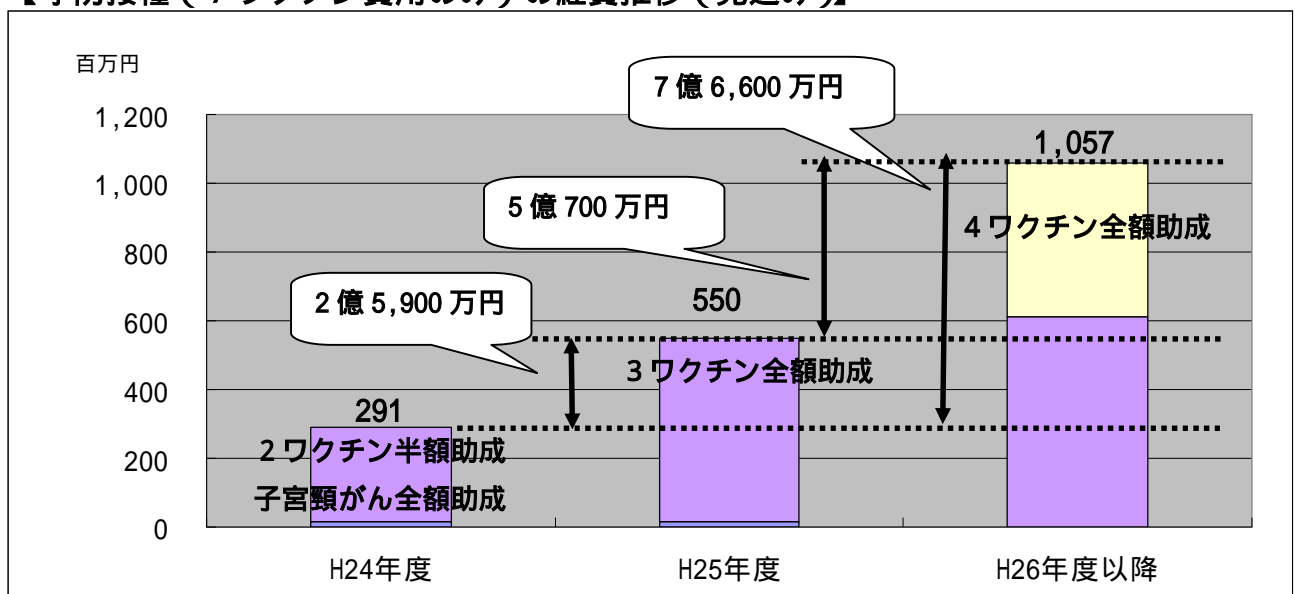 百万円
7億6,600万円
1,200
1,057
1,000
5億700万円
4ワクチン全額助成
800
2億5,900万円
550
600
3ワクチン全額助成
400
291
2ワクチン半額助成
200
子宮頸がん全額助成
0
H24年度
H25年度
H26年度以降